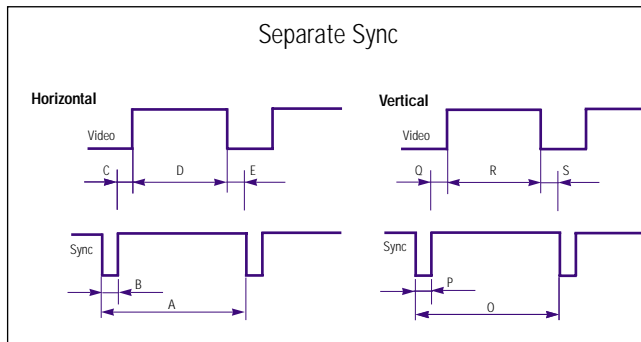 Separate Sync
Horizontal
Video
C D E
Sync
B
A
Vertical
Video
Q R S
Sync
P
O